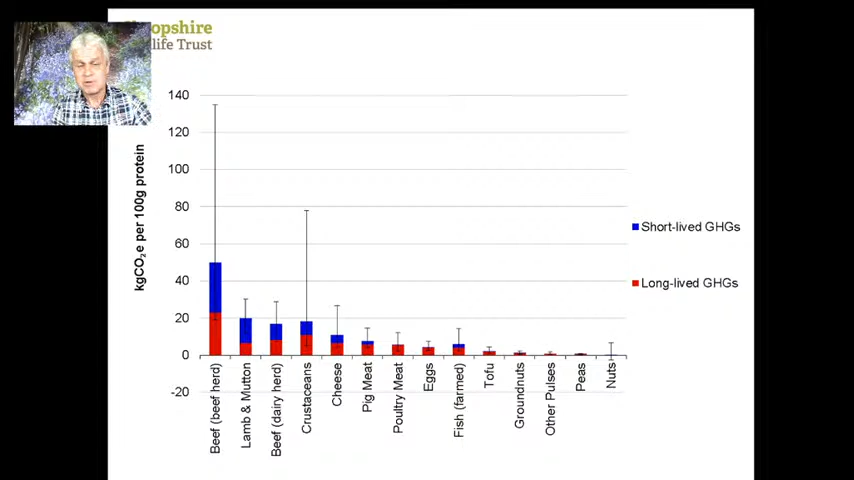 opshire
life Trust
kgCO₂e per 100g protein
140
120
100
80
60
40
20
0
-20
Short-lived GHGs
Long-lived GHGs
Beef (beef herd)
Lamb & Mutton
Beef (dairy herd)
Crustaceans
Cheese
Pig Meat
Poultry Meat
Eggs
Fish (farmed)
Tofu
Groundnuts
Other Pulses
Peas
Nuts